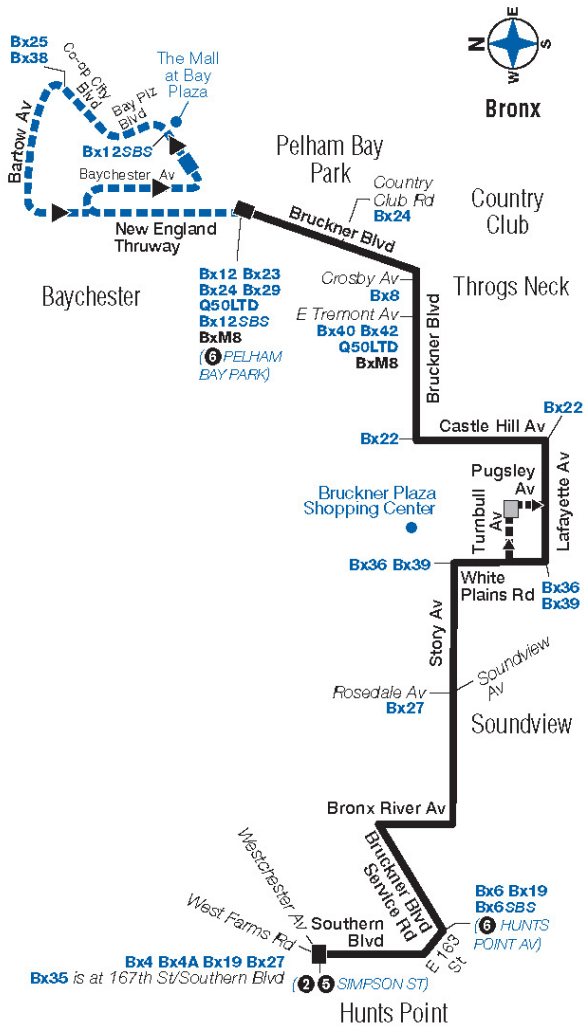 Bx25
Bx38
Co-op City
Blvd
Bay Plz
Blvd
The Mall
at Bay
Plaza
Bartow Av
Bx12SBS
Baychester Av
New England
Thruway
Baychester
N
E
S
W
Bronx
Pelham Bay
Park
Country
Club Rd
Bx24
Country
Club
Bruckner Blvd
Bx12 Bx23
Bx24 Bx29
Q50LTD
Bx12SBS
BxM8
(6 PELHAM
BAY PARK)
Crosby Av
Bx8
E Tremont Av
Bx40 Bx42
Q50LTD
BxM8
Bruckner Blvd
Throgs Neck
Bx22
Castle Hill Av
Bx22
Bruckner Plaza
Shopping Center
Turnbull
Av
Pugsley
Av
Lafayette Av
Bx36 Bx39
White
Plains Rd
Bx36
Bx39
Story Av
Soundview
Av
Rosedale Av
Bx27
Soundview
Bronx River Av
Bruckner Blvd
Service Rd
Westchester Av
West Farms Rd
Southern
Blvd
E 163
St
Bx6 Bx19
Bx6SBS
(6 HUNTS
POINT AV)
Bx4 Bx4A Bx19 Bx27
Bx35 is at 167th St/Southern Blvd
(2 5 SIMPSON ST)
Hunts Point